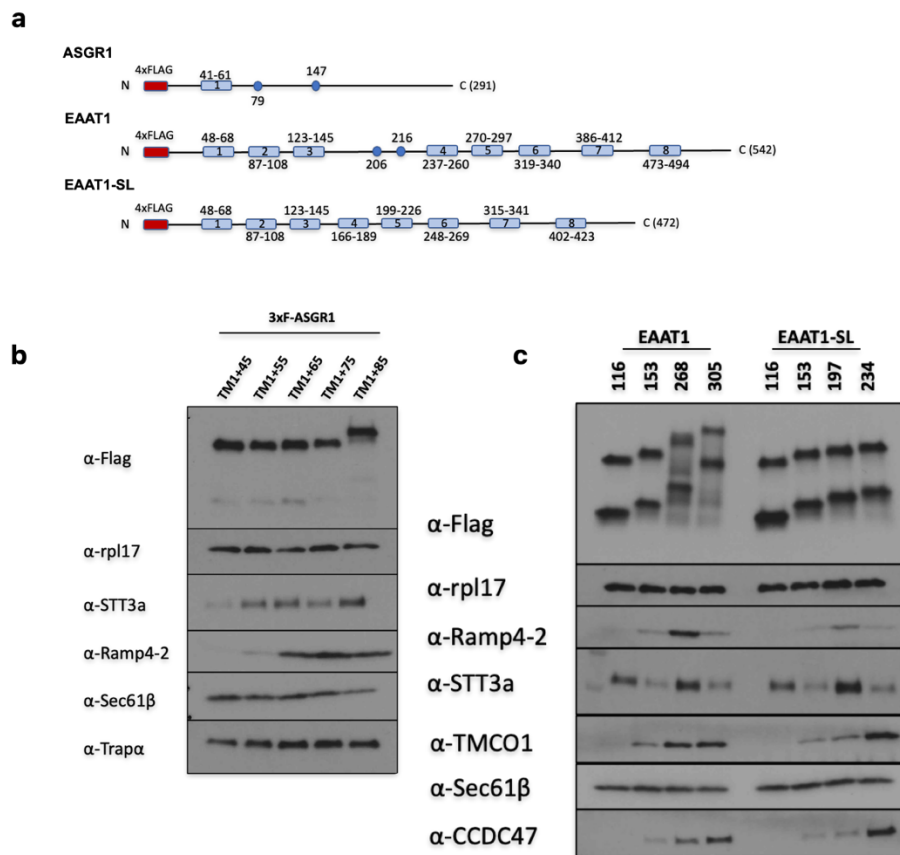 a
ASGR1
4xFLAG
41-61
147
N
1
C (291)
79
EAAT1
4xFLAG
48-68
123-145
216
270-297
386-412
N
1
2
3
4
5
6
7
8
C (542)
87-108
206
237-260
319-340
473-494
EAAT1-SL
4xFLAG
48-68
123-145
199-226
315-341
N
1
2
3
4
5
6
7
8
C (472)
87-108
166-189
248-269
402-423
b
3xF-ASGR1
TM1+45
TM1+55
TM1+65
TM1+75
TM1+85
α-Flag
α-rpl17
α-STT3a
α-Ramp4-2
α-Sec61β
α-Trapα
c
EAAT1
EAAT1-SL
116
153
268
305
116
153
197
234
α-Flag
α-rpl17
α-Ramp4-2
α-STT3a
α-TMCO1
α-Sec61β
α-CCDC47